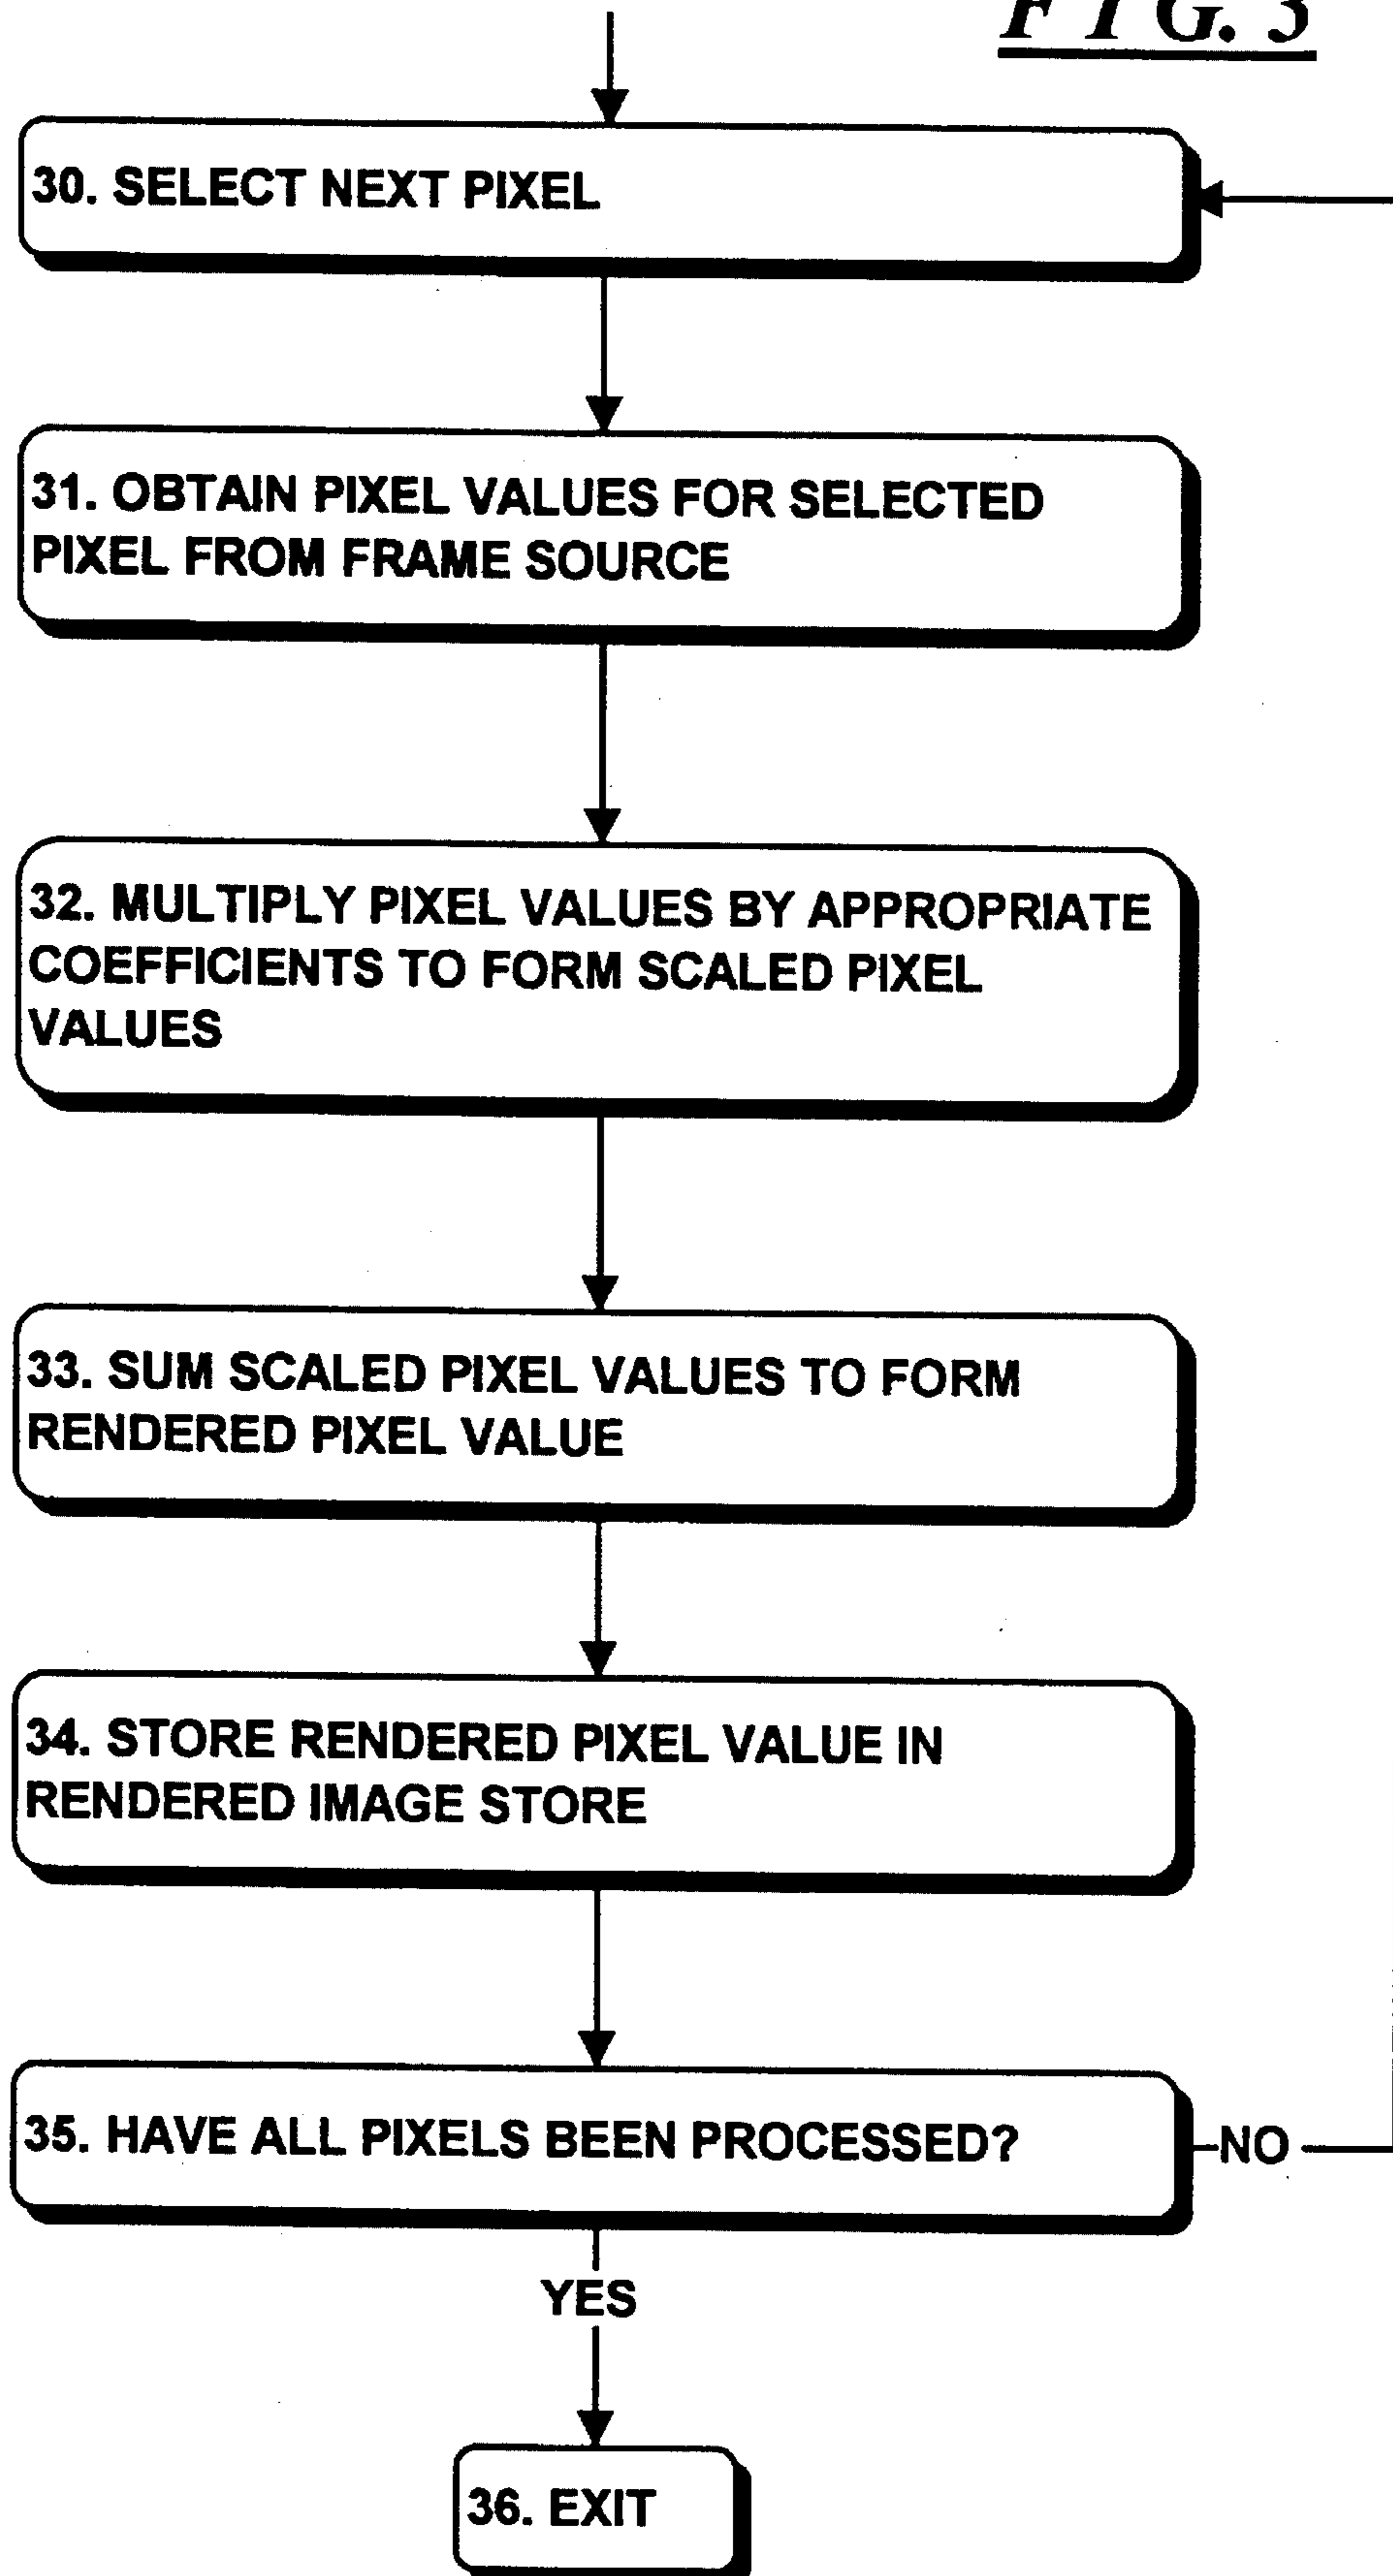 FIG. 3
30. SELECT NEXT PIXEL
31. OBTAIN PIXEL VALUES FOR SELECTED
PIXEL FROM FRAME SOURCE
32. MULTIPLY PIXEL VALUES BY APPROPRIATE
COEFFICIENTS TO FORM SCALED PIXEL
VALUES
33. SUM SCALED PIXEL VALUES TO FORM
RENDERED PIXEL VALUE
34. STORE RENDERED PIXEL VALUE IN
RENDERED IMAGE STORE
35. HAVE ALL PIXELS BEEN PROCESSED?
NO
YES
36. EXIT